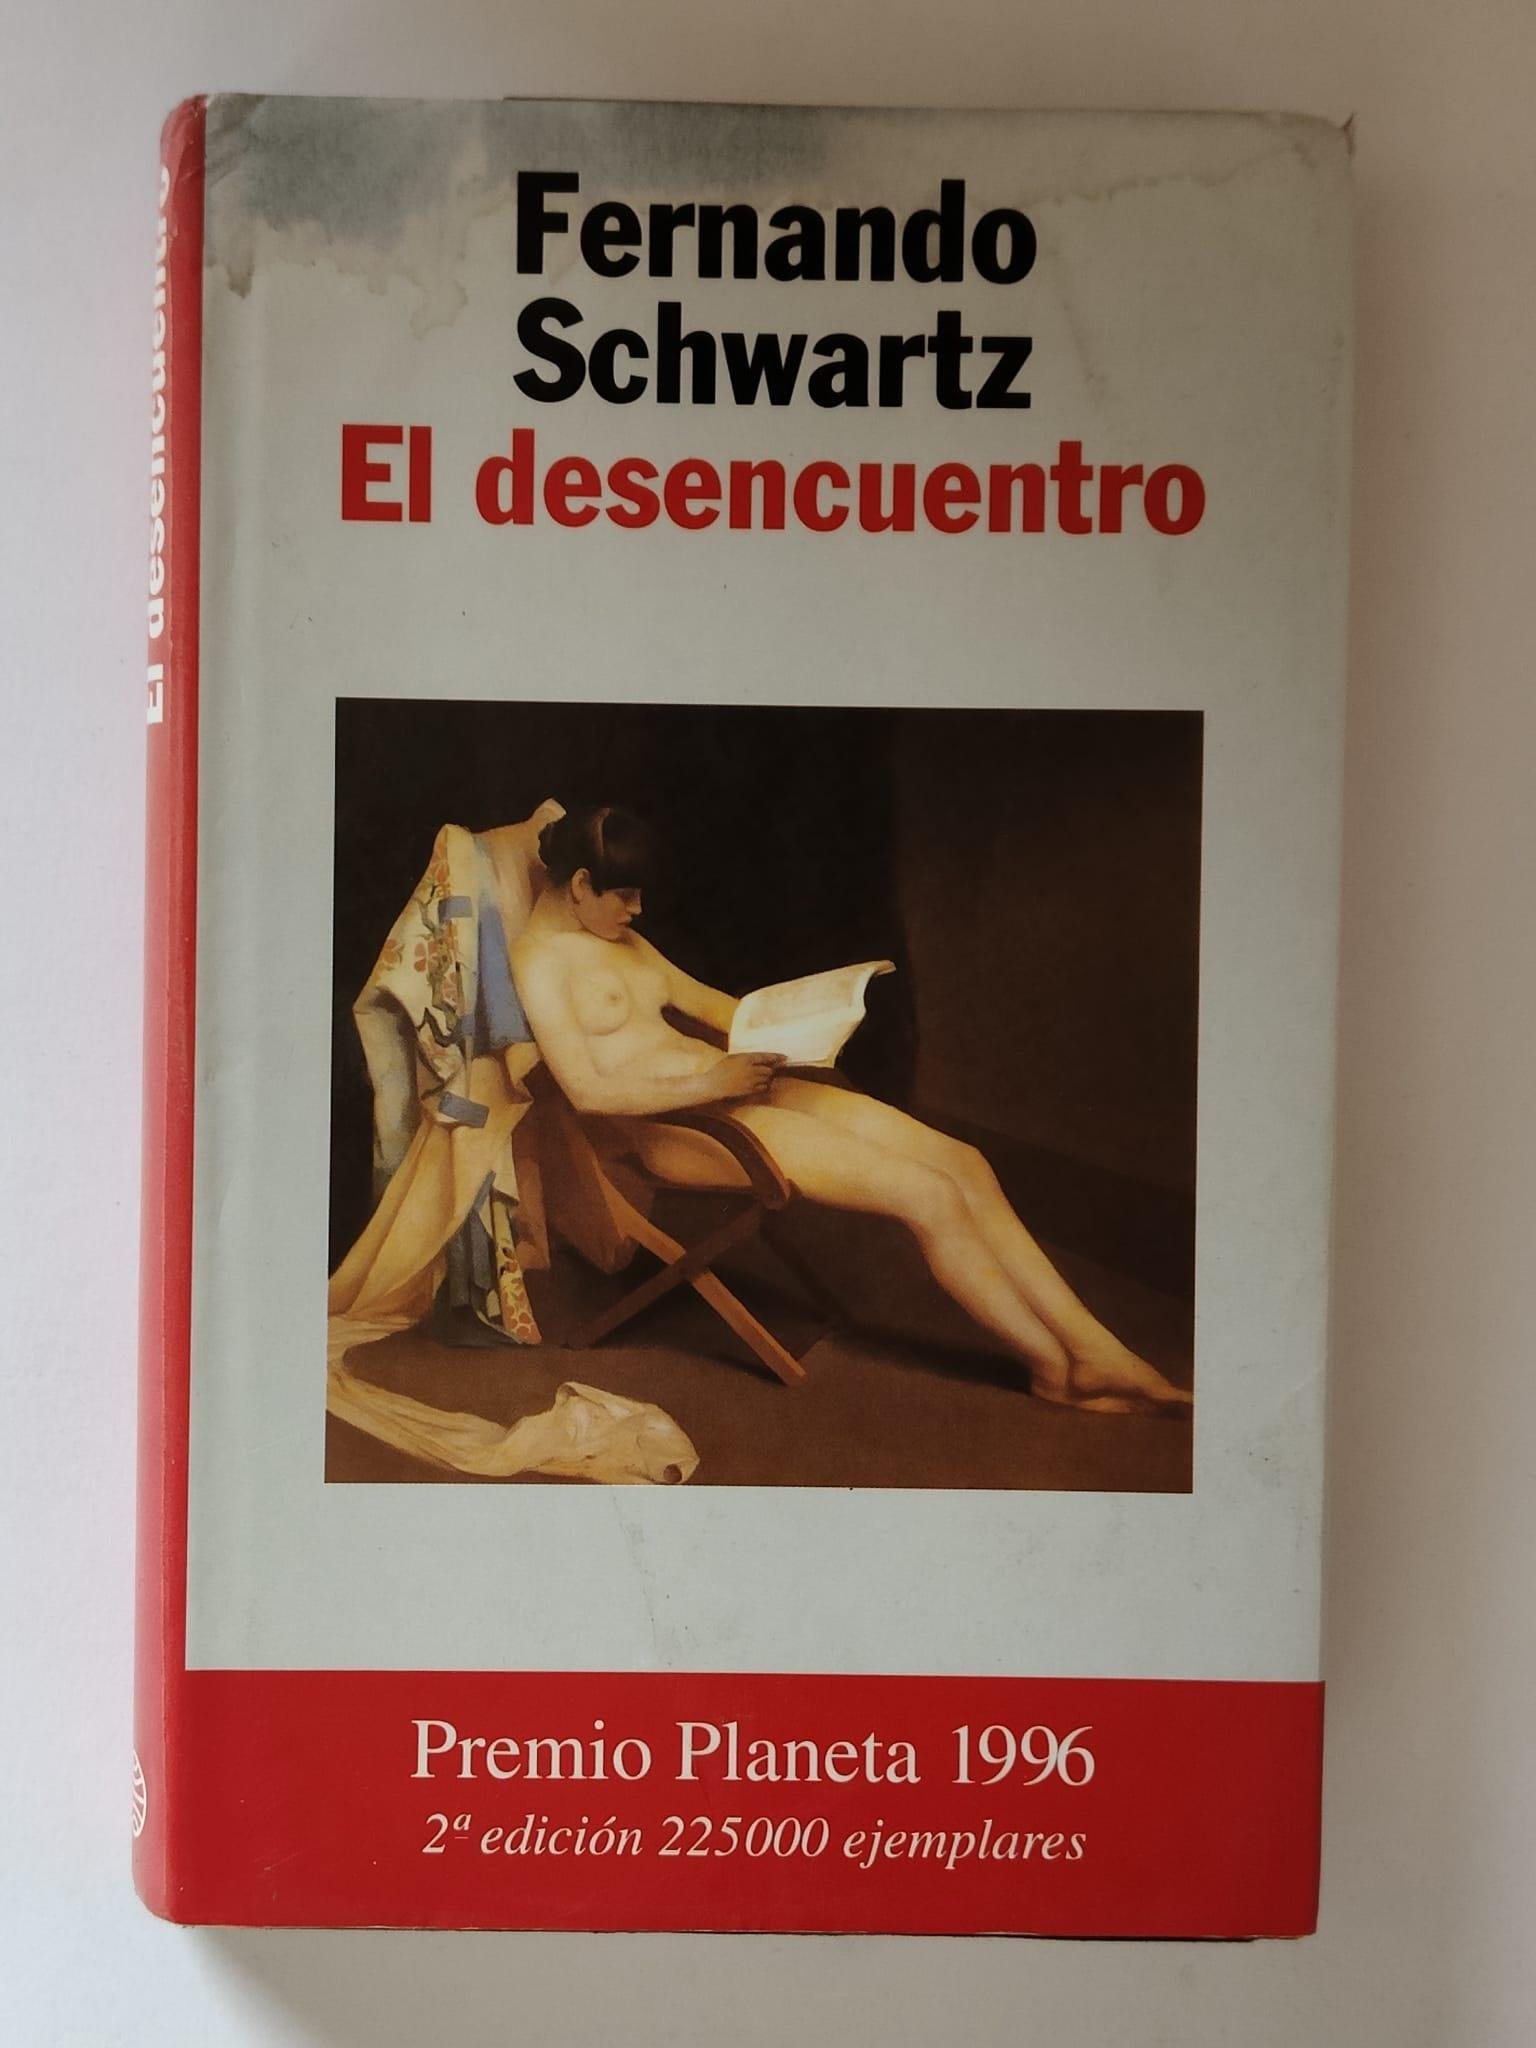 Fernando
Schwartz
El desencuentro
Premio Planeta 1996
2ª edición 225000 ejemplares
El desencuentro